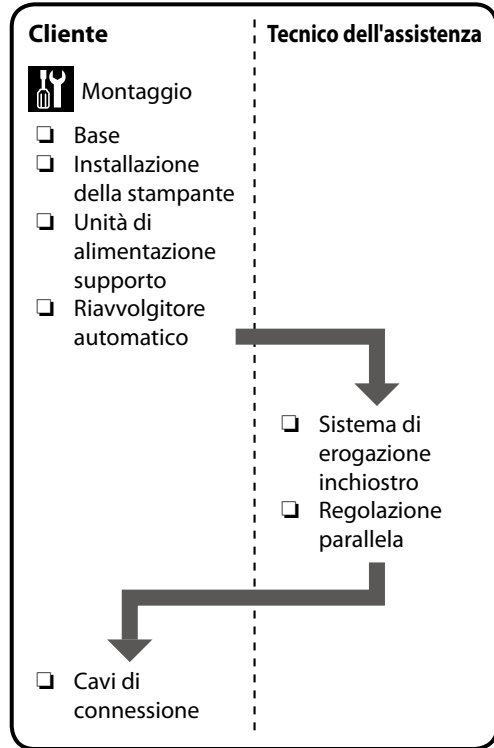 Cliente
Tecnico dell'assistenza
Montaggio
❏ Base
❏ Installazione
della stampante
❏ Unità di
alimentazione
supporto
❏ Riavvolgitore
automatico
❏ Sistema di
erogazione
inchiostro
❏ Regolazione
parallela
❏ Cavi di
connessione